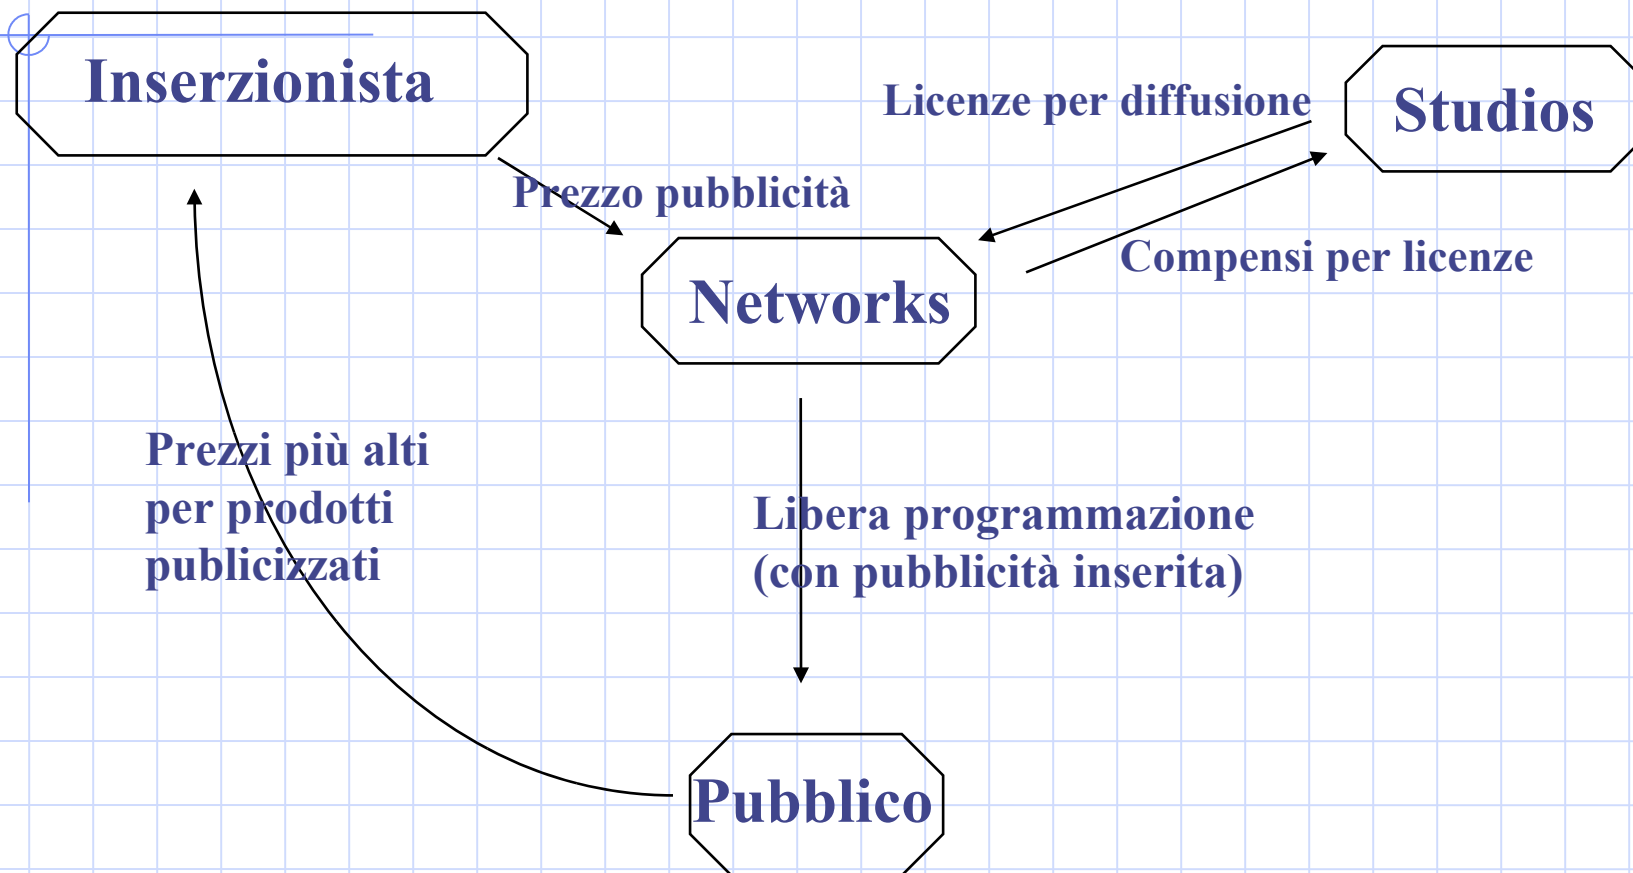 Inserzionista
Licenze per diffusione
Studios
Prezzo pubblicità
Compensi per licenze
Networks
Prezzi più alti
per prodotti
publicizzati
Libera programmazione
(con pubblicità inserita)
Pubblico